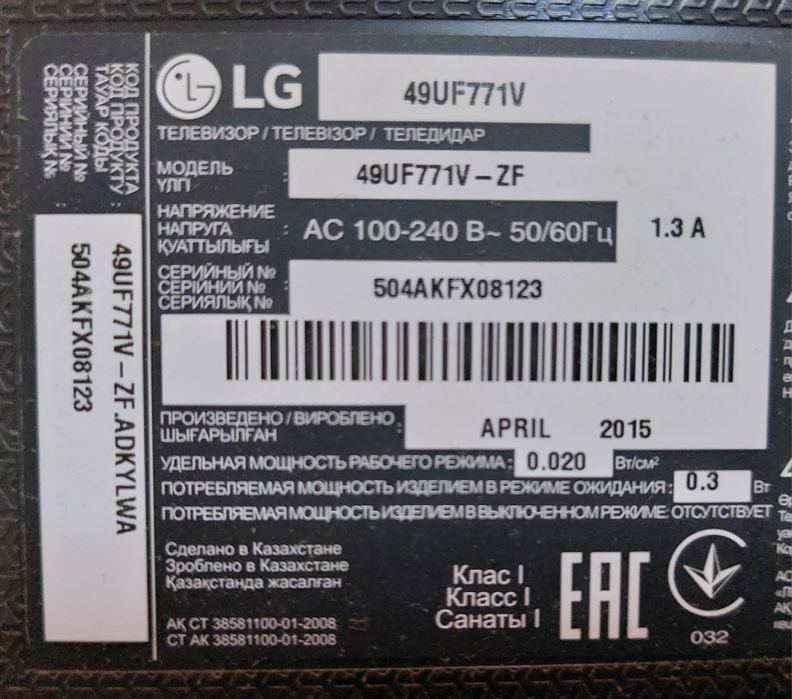 КОД ПРОДУКТА
КОД ПРОДУКТУ
ТАУАР КОДЫ
СЕРИЙНЫЙ №
СЕРІЙНИЙ №
СЕРИЯЛЫҚ №
49UF771V – ZF.ADKYLWA
504AKFX08123
LG
49UF771V
ТЕЛЕВИЗОР / ТЕЛЕВІЗОР / ТЕЛЕДИДАР
МОДЕЛЬ
ҮЛГІ
: 49UF771V – ZF
НАПРЯЖЕНИЕ
НАПРУГА
ҚУАТТЫЛЫҒЫ
: AC 100-240 В~ 50/60Гц 1.3 A
СЕРИЙНЫЙ №
СЕРІЙНИЙ №
СЕРИЯЛЫҚ №
: 504AKFX08123
ПРОИЗВЕДЕНО / ВИРОБЛЕНО
ШЫҒАРЫЛҒАН
: APRIL 2015
УДЕЛЬНАЯ МОЩНОСТЬ РАБОЧЕГО РЕЖИМА : 0.020 Вт/см²
ПОТРЕБЛЯЕМАЯ МОЩНОСТЬ ИЗДЕЛИЕМ В РЕЖИМЕ ОЖИДАНИЯ : 0.3 Вт
ПОТРЕБЛЯЕМАЯ МОЩНОСТЬ ИЗДЕЛИЕМ В ВЫКЛЮЧЕННОМ РЕЖИМЕ: ОТСУТСТВУЕТ
Сделано в Казахстане
Зроблено в Казахстане
Қазақстанда жасалған
АҚ СТ 38581100-01-2008
СТ АК 38581100-01-2008
Клас I
Класс I
Санаты I
EAC
032